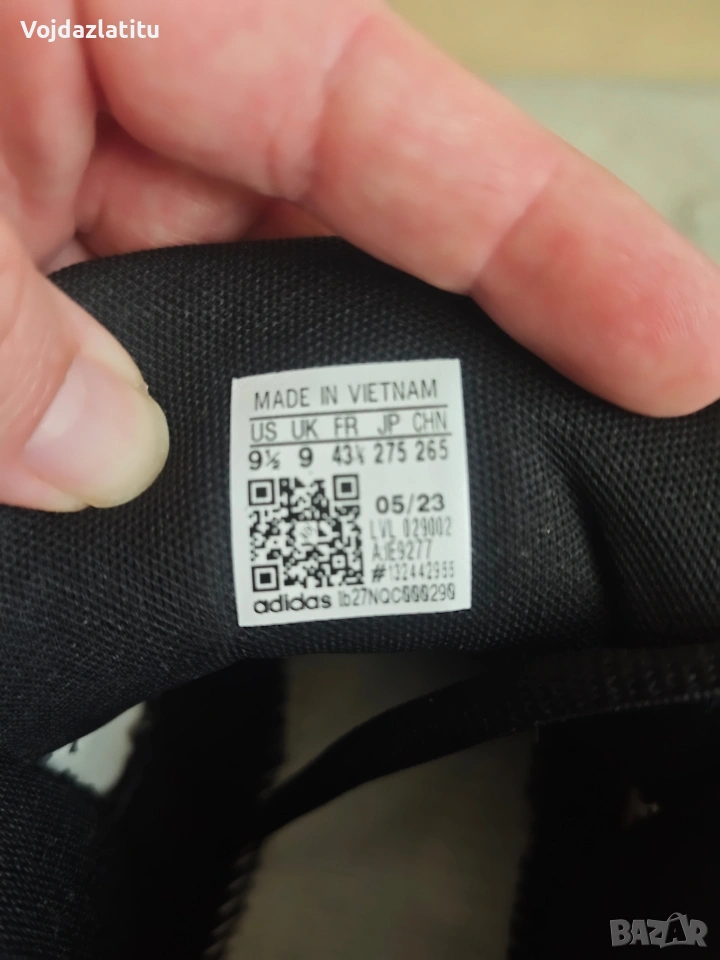 Vojdazlatitu
MADE IN VIETNAM
US UK FR JP CHN
9½ 9 43⅓ 275 265
05/23
LVL 029002
AJE9277
#132442955
adidas Ib27NQC000290
BAZAR